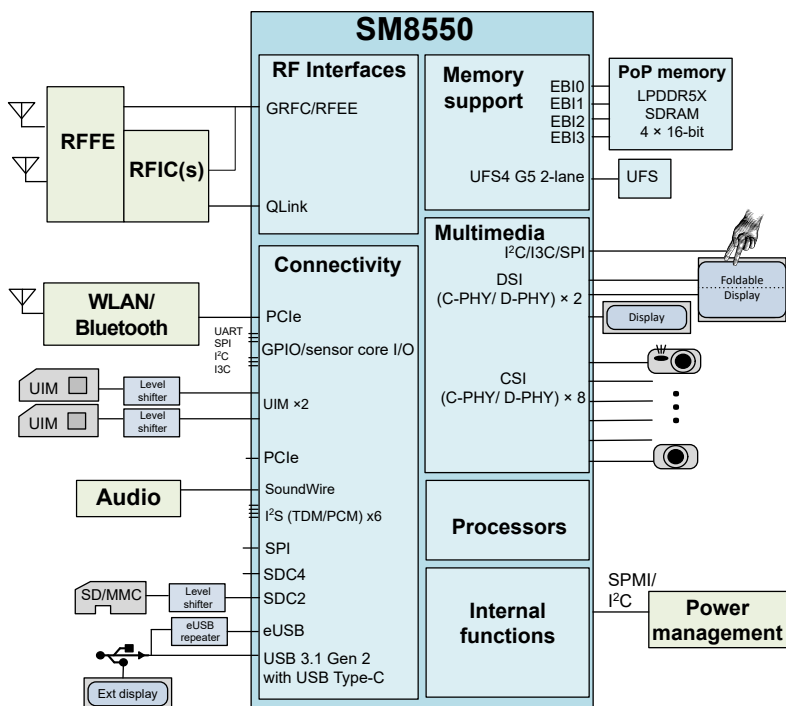 SM8550
RF Interfaces
GRFC/RFEE
QLink
RFFE
RFIC(s)
Memory
support
EBI0
EBI1
EBI2
EBI3
UFS4 G5 2-lane
PoP memory
LPDDR5X
SDRAM
4 × 16-bit
UFS
Multimedia
I²C/I3C/SPI
DSI
(C-PHY/ D-PHY) × 2
Foldable
Display
Display
CSI
(C-PHY/ D-PHY) × 8
Connectivity
WLAN/
Bluetooth
PCIe
UART
SPI
I²C
I3C
GPIO/sensor core I/O
UIM
Level
shifter
UIM
Level
shifter
UIM ×2
PCIe
Audio
SoundWire
I²S (TDM/PCM) x6
SPI
SDC4
SD/MMC
Level
shifter
SDC2
eUSB
repeater
eUSB
USB 3.1 Gen 2
with USB Type-C
Ext display
Processors
Internal
functions
SPMI/
I²C
Power
management